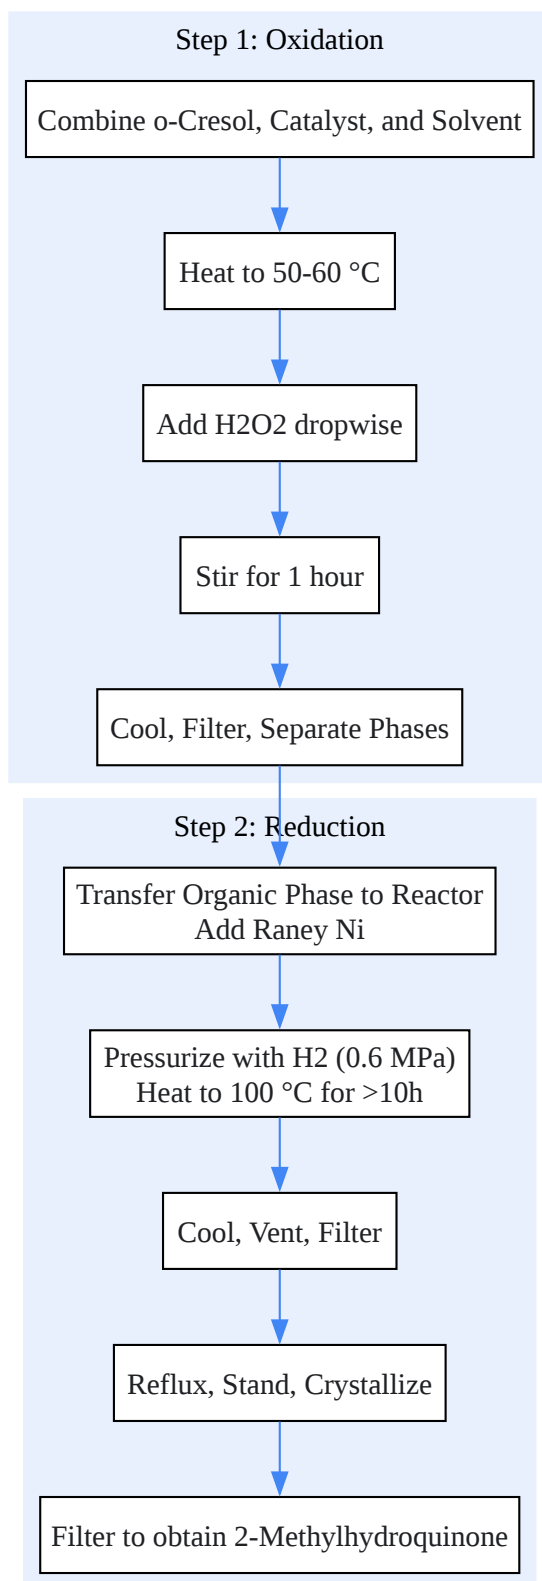 Step 1: Oxidation
Combine o-Cresol, Catalyst, and Solvent
Heat to 50-60 °C
Add H2O2 dropwise
Stir for 1 hour
Cool, Filter, Separate Phases
Step 2: Reduction
Transfer Organic Phase to Reactor
Add Raney Ni
Pressurize with H2 (0.6 MPa)
Heat to 100 °C for >10h
Cool, Vent, Filter
Reflux, Stand, Crystallize
Filter to obtain 2-Methylhydroquinone